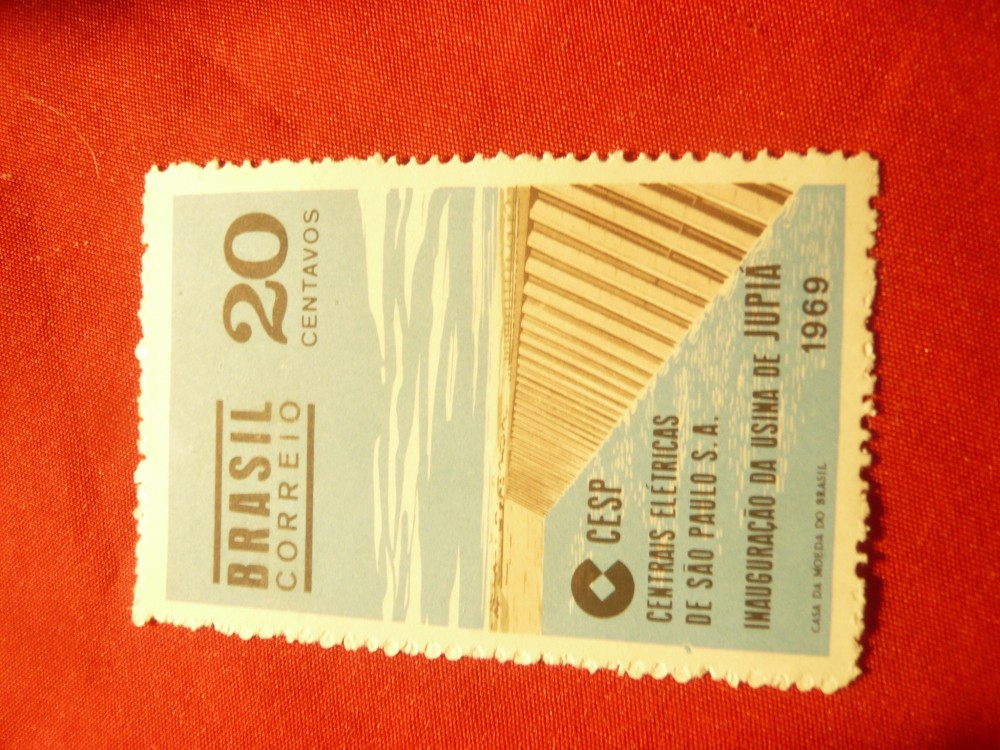 BRASIL
CORREIO
20
CENTAVOS
CESP
CENTRAIS ELÉTRICAS
DE SÃO PAULO S.A.
INAUGURAÇÃO DA USINA DE JUPIÁ
1969
CASA DA MOEDA DO BRASIL